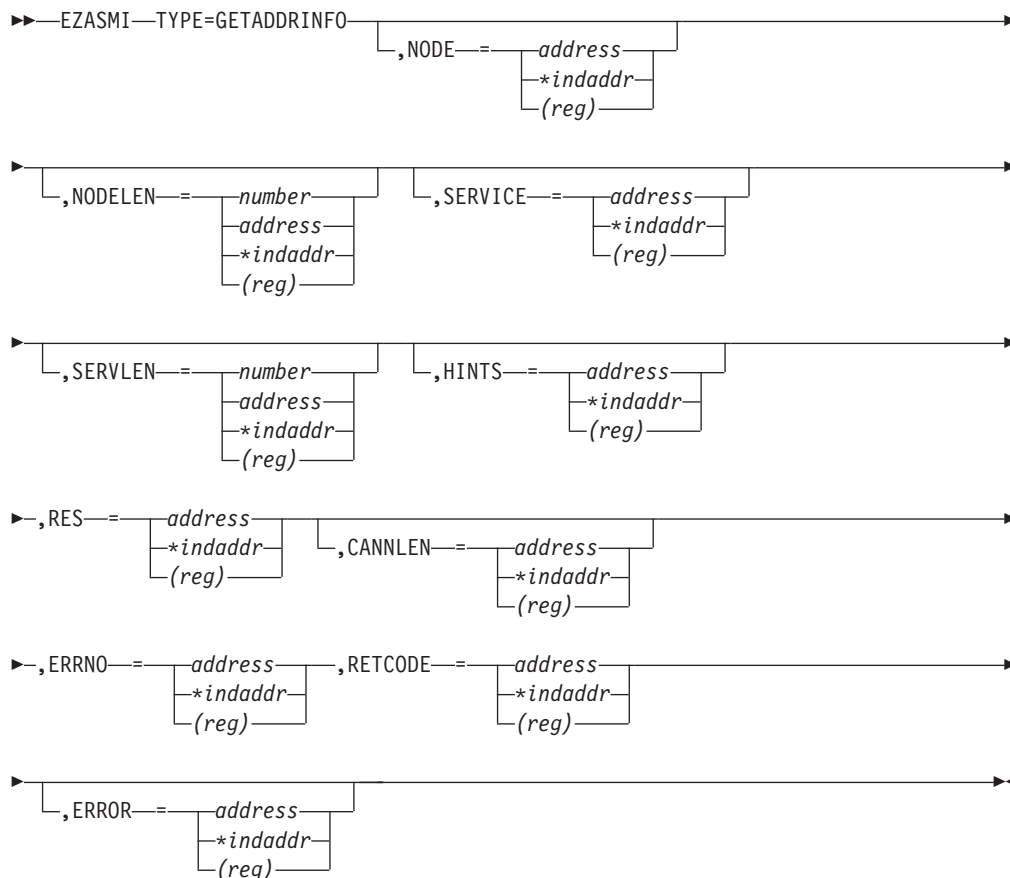 EZASMI TYPE=GETADDRINFO
,NODE = address
*indaddr
(reg)
,NODELEN = number ,SERVICE = address
address *indaddr
*indaddr (reg)
(reg)
,SERVLEN = number ,HINTS = address
address *indaddr
*indaddr (reg)
(reg)
,RES = address
*indaddr ,CANNLEN = address
(reg) *indaddr
(reg)
,ERRNO = address ,RETCODE = address
*indaddr *indaddr
(reg) (reg)
,ERROR = address
*indaddr
(reg)